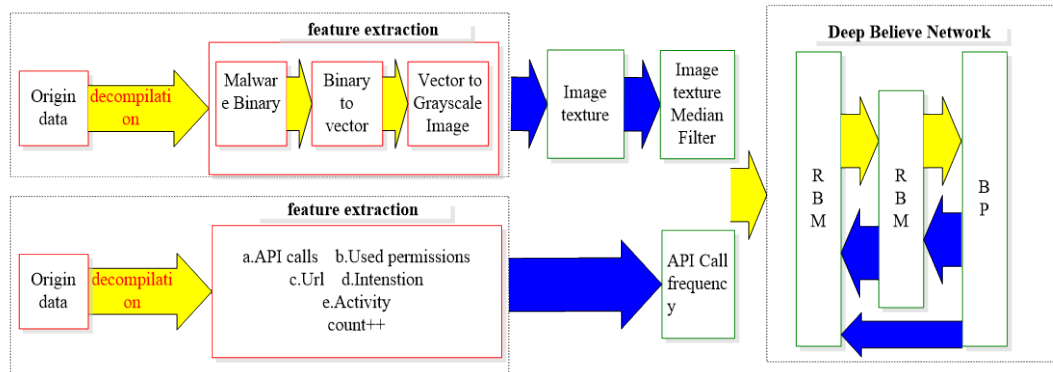 feature extraction
Origin
data
decompilati
on
Malwar
e Binary
Binary
to
vector
Vector to
Grayscale
Image
Image
texture
Image
texture
Median
Filter
feature extraction
Origin
data
decompilati
on
a.API calls b.Used permissions
c.Url d.Intenstion
e.Activity
count++
API Call
frequenc
y
Deep Believe Network
R
B
M
R
B
M
B
P